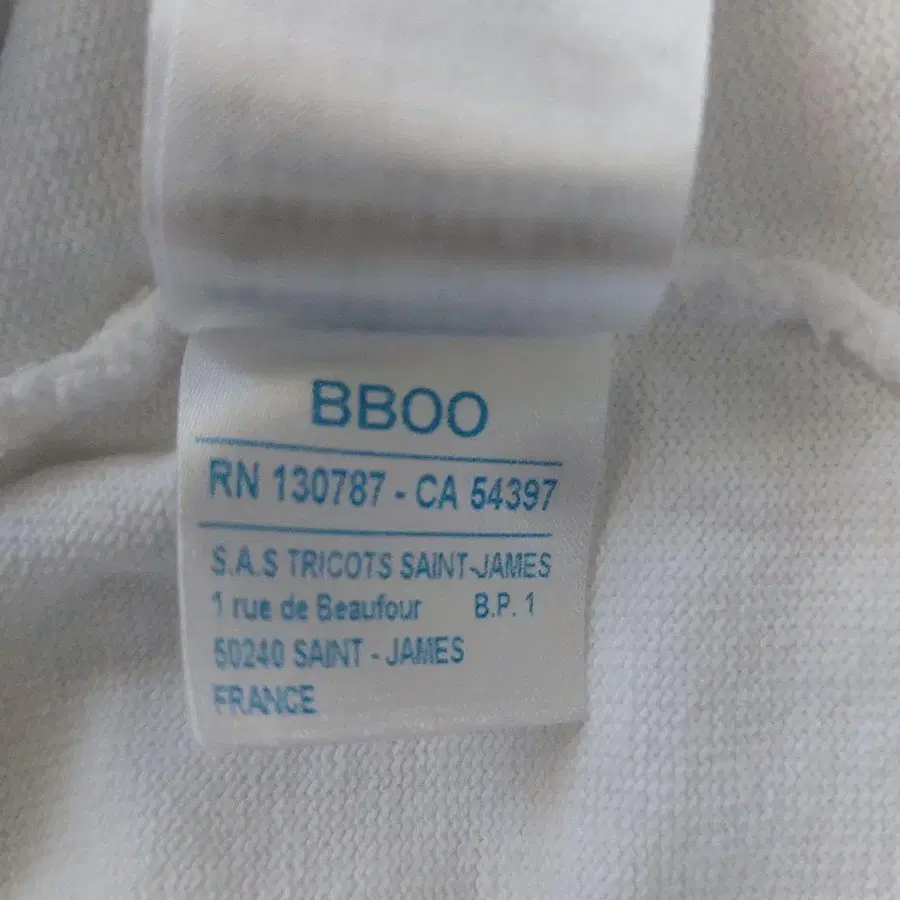 BBOO
RN 130787 - CA 54397
S.A.S TRICOTS SAINT-JAMES
1 rue de Beaufour B.P. 1
50240 SAINT - JAMES
FRANCE